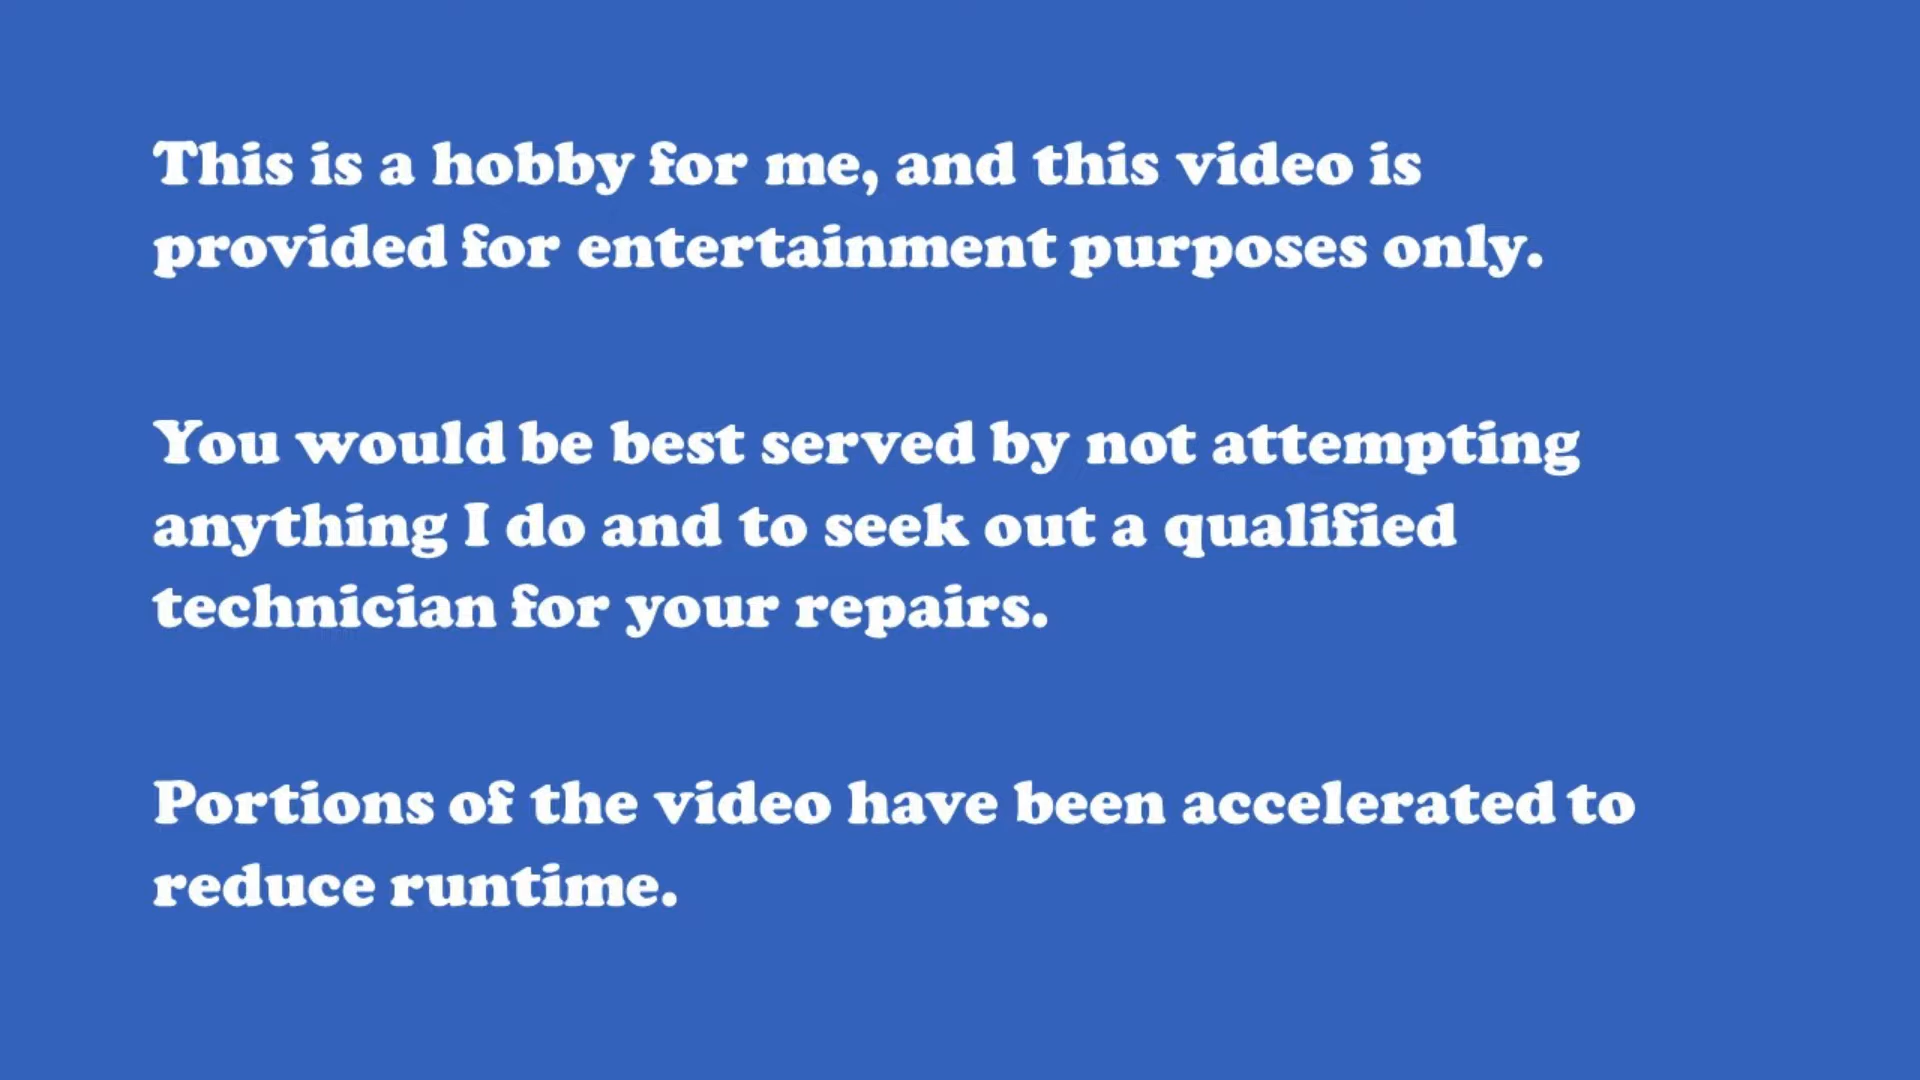 This is a hobby for me, and this video is
provided for entertainment purposes only.
You would be best served by not attempting
anything I do and to seek out a qualified
technician for your repairs.
Portions of the video have been accelerated to
reduce runtime.